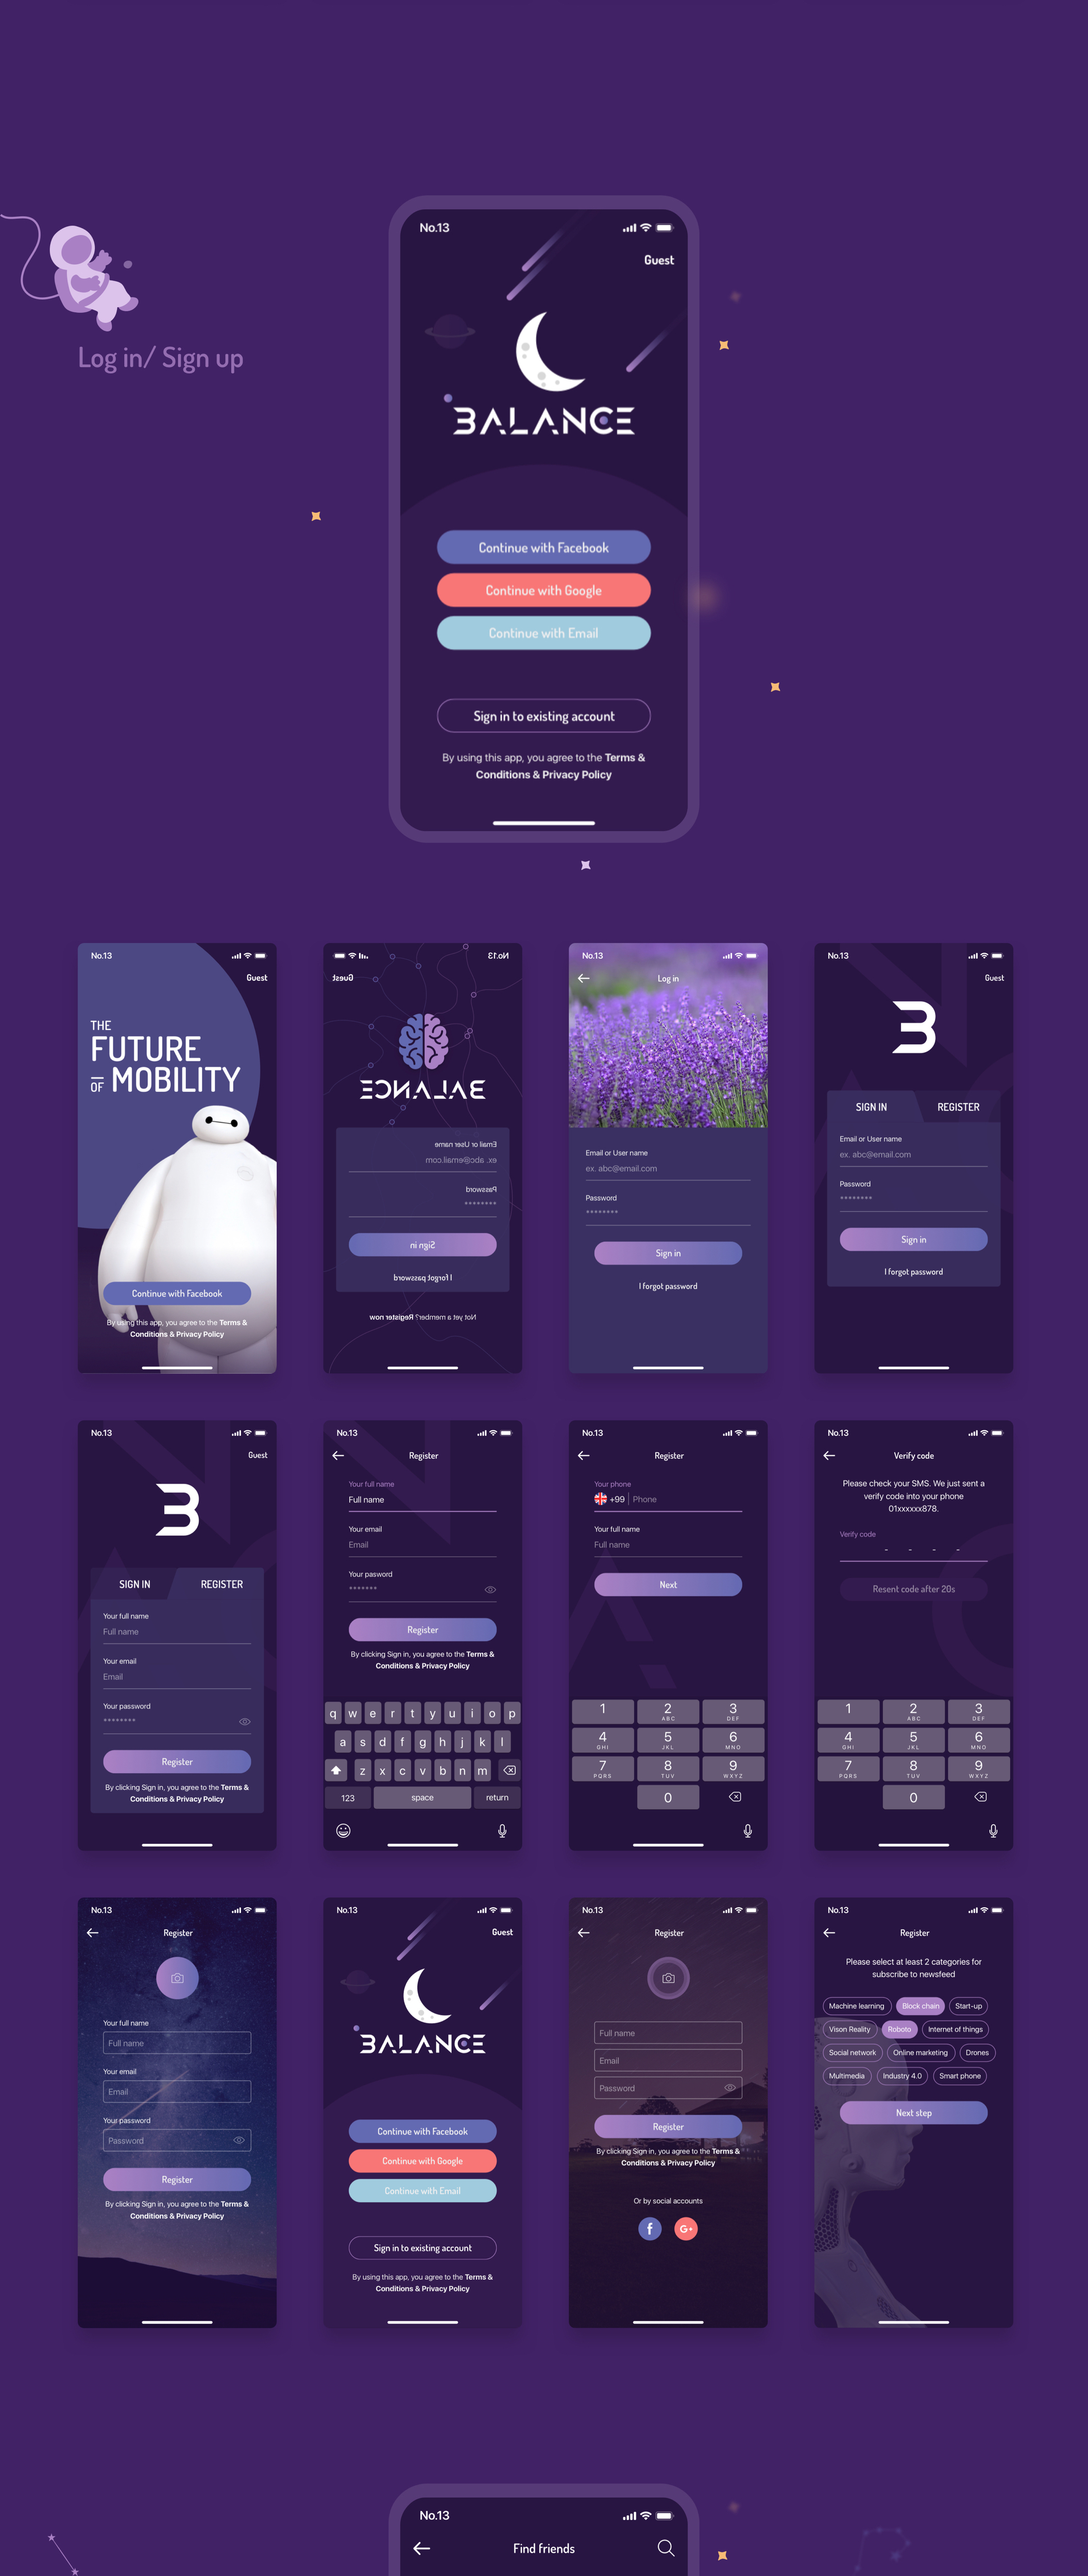 No.13
Guest
Log in/ Sign up
BALANCE
Continue with Facebook
Continue with Google
Continue with Email
Sign in to existing account
By using this app, you agree to the Terms &
Conditions & Privacy Policy
No.13
Guest
THE
FUTURE
OF MOBILITY
Continue with Facebook
By using this app, you agree to the Terms &
Conditions & Privacy Policy
No.13
Guest
BALANCE
Email or User name
ex. abc@email.com
Password
********
Sign in
I forgot password
Not yet a member? Register now
No.13
Log in
Email or User name
ex. abc@email.com
Password
********
Sign in
I forgot password
No.13
Guest
B
SIGN IN
REGISTER
Email or User name
ex. abc@email.com
Password
********
Sign in
I forgot password
No.13
Guest
B
SIGN IN
REGISTER
Your full name
Full name
Your email
Email
Your password
********
Register
By clicking Sign in, you agree to the Terms &
Conditions & Privacy Policy
No.13
Register
Your full name
Full name
Your email
Email
Your pasword
*******
Register
By clicking Sign in, you agree to the Terms &
Conditions & Privacy Policy
q w e r t y u i o p
a s d f g h j k l
z x c v b n m
123 space return
No.13
Register
Your phone
+99 Phone
Your full name
Full name
Next
1 2 3
ABC DEF
4 5 6
GHI JKL MNO
7 8 9
PQRS TUV WXYZ
0
No.13
Verify code
Please check your SMS. We just sent a
verify code into your phone
01xxxxxx878.
Verify code
- - - -
Resent code after 20s
1 2 3
ABC DEF
4 5 6
GHI JKL MNO
7 8 9
PQRS TUV WXYZ
0
No.13
Register
Your full name
Full name
Your email
Email
Your password
Password
Register
By clicking Sign in, you agree to the Terms &
Conditions & Privacy Policy
No.13
Guest
BALANCE
Continue with Facebook
Continue with Google
Continue with Email
Sign in to existing account
By using this app, you agree to the Terms &
Conditions & Privacy Policy
No.13
Register
Full name
Email
Password
Register
By clicking Sign in, you agree to the Terms &
Conditions & Privacy Policy
Or by social accounts
f G+
No.13
Register
Please select at least 2 categories for
subscribe to newsfeed
Machine learning Block chain Start-up
Vison Reality Roboto Internet of things
Social network Online marketing Drones
Multimedia Industry 4.0 Smart phone
Next step
No.13
Find friends